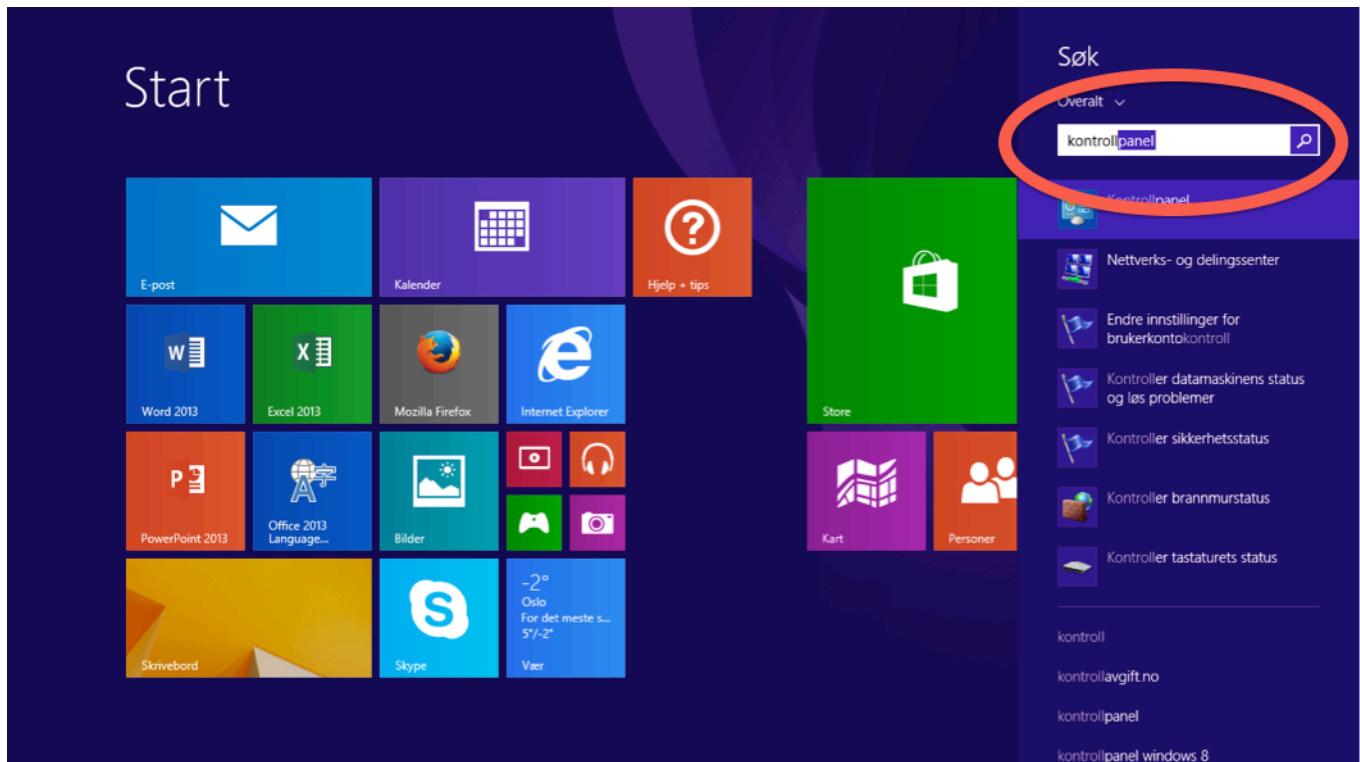 Start
Søk
Overalt
kontrollpanel
Kontrollpanel
Nettverks- og delingssenter
Endre innstillinger for
brukerkontokontroll
Kontroller datamaskinens status
og løs problemer
Kontroller sikkerhetsstatus
Kontroller brannmurstatus
Kontroller tastaturets status
kontroll
kontrollavgift.no
kontrollpanel
kontrollpanel windows 8
E-post
Kalender
Hjelp + tips
Word 2013
Excel 2013
Mozilla Firefox
Internet Explorer
Store
PowerPoint 2013
Office 2013
Language...
Bilder
Kart
Personer
Skrivebord
Skype
-2°
Oslo
For det meste s...
5°/-2°
Vær